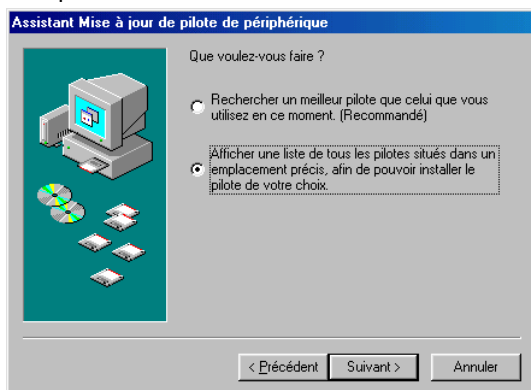 Assistant Mise à jour de pilote de périphérique
Que voulez-vous faire ?
Rechercher un meilleur pilote que celui que vous
utilisez en ce moment. (Recommandé)
Afficher une liste de tous les pilotes situés dans un
emplacement précis, afin de pouvoir installer le
pilote de votre choix.
< Précédent
Suivant >
Annuler